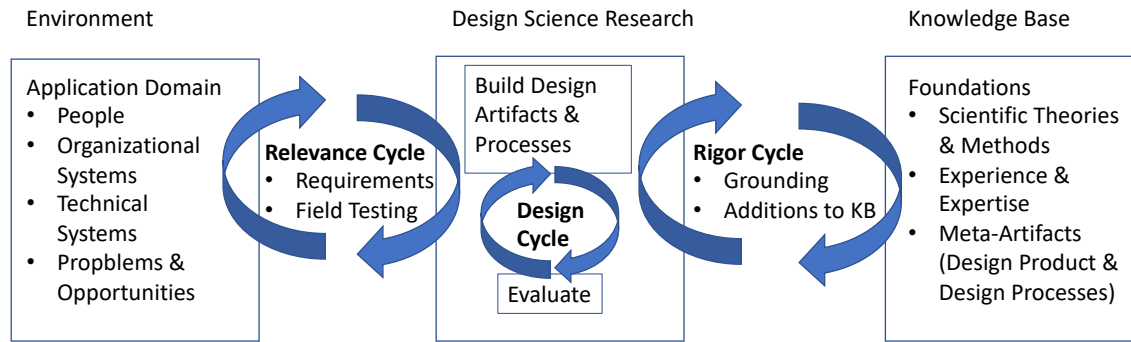 Environment
Design Science Research
Knowledge Base
Application Domain
• People
• Organizational
Systems
• Technical
Systems
• Propblems &
Opportunities
Relevance Cycle
• Requirements
• Field Testing
Build Design
Artifacts &
Processes
Design
Cycle
Evaluate
Rigor Cycle
• Grounding
• Additions to KB
Foundations
• Scientific Theories
& Methods
• Experience &
Expertise
• Meta-Artifacts
(Design Product &
Design Processes)